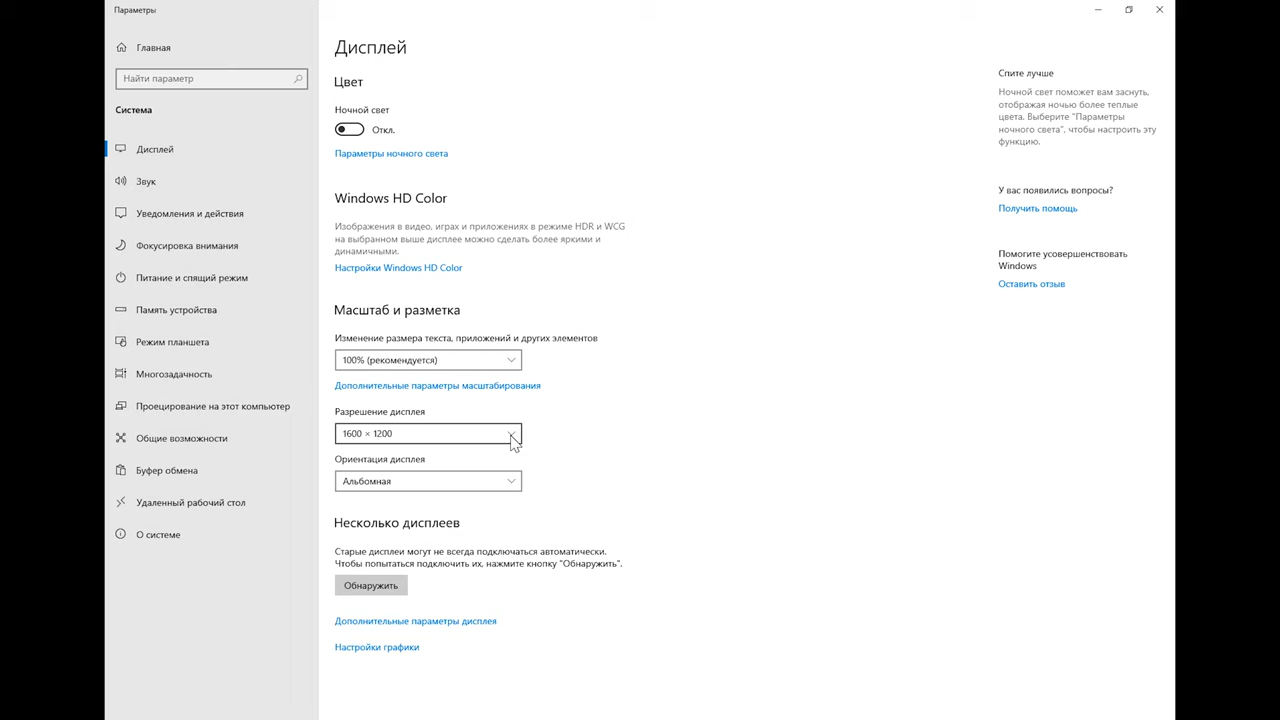 Параметры
Главная
Найти параметр
Система
Дисплей
Звук
Уведомления и действия
Фокусировка внимания
Питание и спящий режим
Память устройства
Режим планшета
Многозадачность
Проецирование на этот компьютер
Общие возможности
Буфер обмена
Удаленный рабочий стол
О системе
Дисплей
Цвет
Ночной свет
Откл.
Параметры ночного света
Windows HD Color
Изображения в видео, играх и приложениях в режиме HDR и WCG
на выбранном выше дисплее можно сделать более яркими и
динамичными.
Настройки Windows HD Color
Масштаб и разметка
Изменение размера текста, приложений и других элементов
100% (рекомендуется)
Дополнительные параметры масштабирования
Разрешение дисплея
1600 × 1200
Ориентация дисплея
Альбомная
Несколько дисплеев
Старые дисплеи могут не всегда подключаться автоматически.
Чтобы попытаться подключить их, нажмите кнопку "Обнаружить".
Обнаружить
Дополнительные параметры дисплея
Настройки графики
Спите лучше
Ночной свет поможет вам заснуть,
отображая ночью более теплые
цвета. Выберите "Параметры
ночного света", чтобы настроить эту
функцию.
У вас появились вопросы?
Получить помощь
Помогите усовершенствовать
Windows
Оставить отзыв